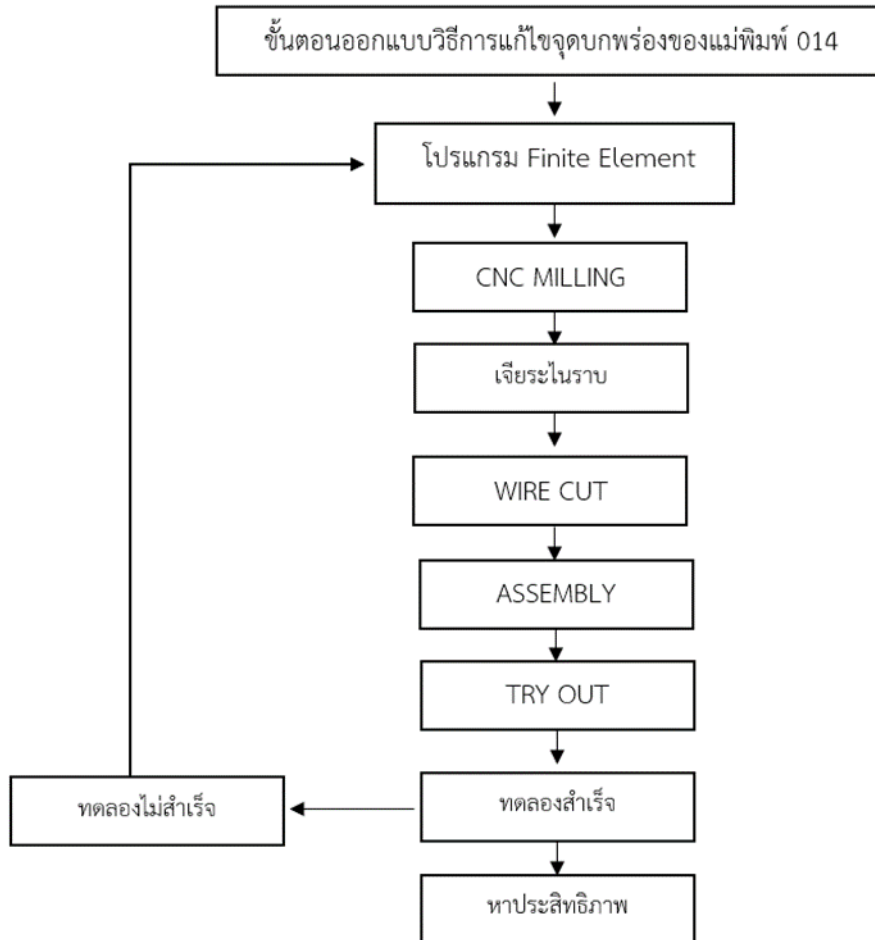 ขั้นตอนออกแบบวิธีการแก้ไขจุดบกพร่องของแม่พิมพ์ 014
โปรแกรม Finite Element
CNC MILLING
เจียระไนราบ
WIRE CUT
ASSEMBLY
TRY OUT
ทดลองไม่สำเร็จ
ทดลองสำเร็จ
หาประสิทธิภาพ